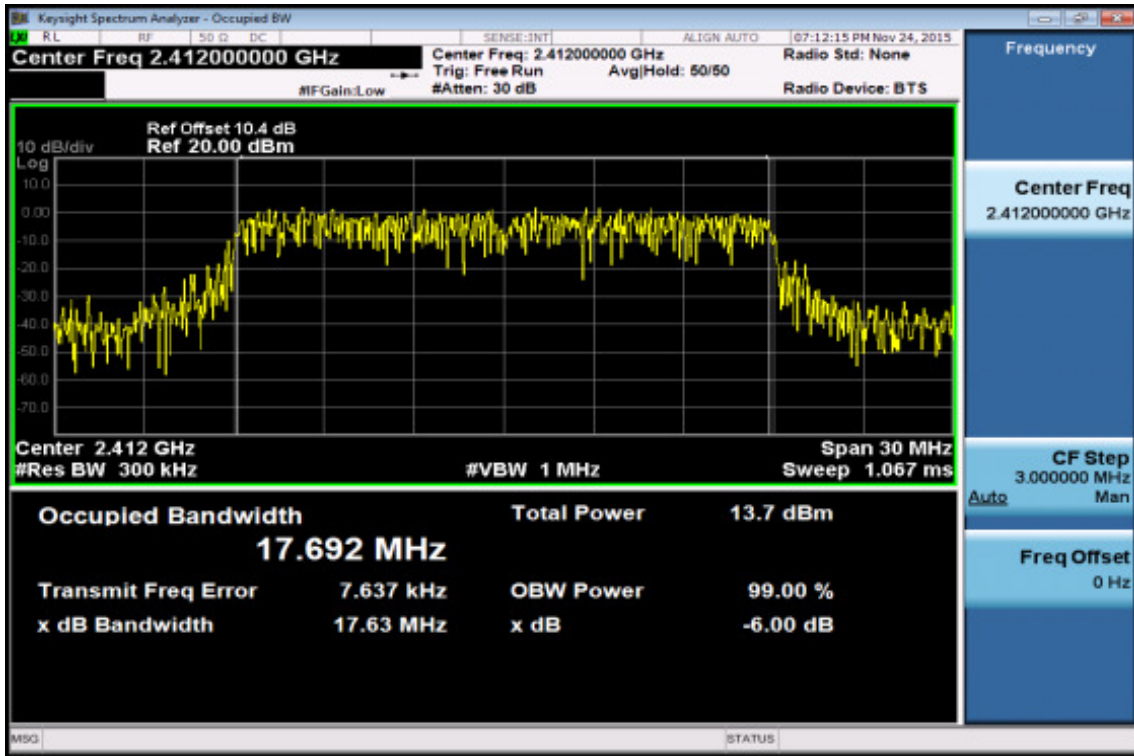 Keysight Spectrum Analyzer - Occupied BW
LXI RL RF 50 Ω DC SENSE:INT ALIGN AUTO 07:12:15 PM Nov 24, 2015
Center Freq 2.412000000 GHz
Center Freq: 2.412000000 GHz Radio Std: None
Trig: Free Run Avg|Hold: 50/50
#IFGain:Low #Atten: 30 dB Radio Device: BTS
Ref Offset 10.4 dB
10 dB/div Ref 20.00 dBm
Log
10.0
0.00
-10.0
-20.0
-30.0
-40.0
-50.0
-60.0
-70.0
Center 2.412 GHz Span 30 MHz
#Res BW 300 kHz #VBW 1 MHz Sweep 1.067 ms
Occupied Bandwidth Total Power 13.7 dBm
17.692 MHz
Transmit Freq Error 7.637 kHz OBW Power 99.00 %
x dB Bandwidth 17.63 MHz x dB -6.00 dB
Frequency
Center Freq
2.412000000 GHz
CF Step
3.000000 MHz
Auto Man
Freq Offset
0 Hz
MSG STATUS